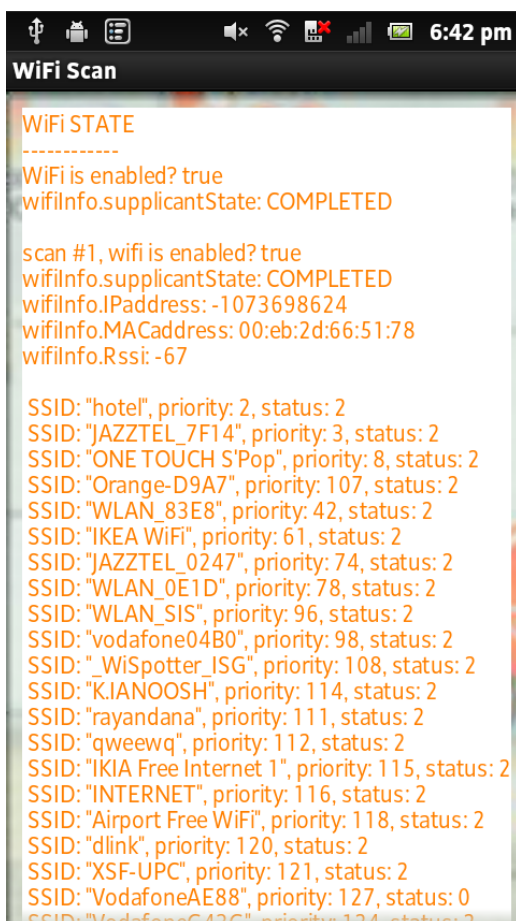 6:42 pm
WiFi Scan
WiFi STATE
------------
WiFi is enabled? true
wifiInfo.supplicantState: COMPLETED
scan #1, wifi is enabled? true
wifiInfo.supplicantState: COMPLETED
wifiInfo.IPaddress: -1073698624
wifiInfo.MACaddress: 00:eb:2d:66:51:78
wifiInfo.Rssi: -67
SSID: "hotel", priority: 2, status: 2
SSID: "JAZZTEL_7F14", priority: 3, status: 2
SSID: "ONE TOUCH S'Pop", priority: 8, status: 2
SSID: "Orange-D9A7", priority: 107, status: 2
SSID: "WLAN_83E8", priority: 42, status: 2
SSID: "IKEA WiFi", priority: 61, status: 2
SSID: "JAZZTEL_0247", priority: 74, status: 2
SSID: "WLAN_0E1D", priority: 78, status: 2
SSID: "WLAN_SIS", priority: 96, status: 2
SSID: "vodafone04B0", priority: 98, status: 2
SSID: "_WiSpotter_ISG", priority: 108, status: 2
SSID: "K.IANOOSH", priority: 114, status: 2
SSID: "rayandana", priority: 111, status: 2
SSID: "qweewq", priority: 112, status: 2
SSID: "IKIA Free Internet 1", priority: 115, status: 2
SSID: "INTERNET", priority: 116, status: 2
SSID: "Airport Free WiFi", priority: 118, status: 2
SSID: "dlink", priority: 120, status: 2
SSID: "XSF-UPC", priority: 121, status: 2
SSID: "VodafoneAE88", priority: 127, status: 0